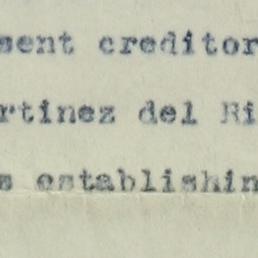 sent creditor
rtinez del Ri
s establishin